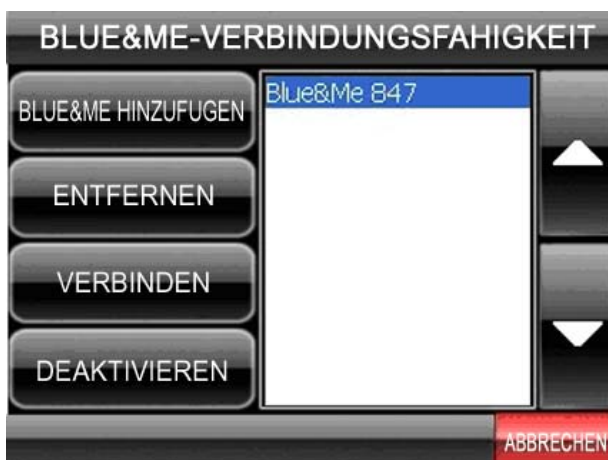 BLUE&ME-VERBINDUNGSFAHIGKEIT
BLUE&ME HINZUFUGEN
Blue&Me 847
ENTFERNEN
VERBINDEN
DEAKTIVIEREN
ABBRECHEN